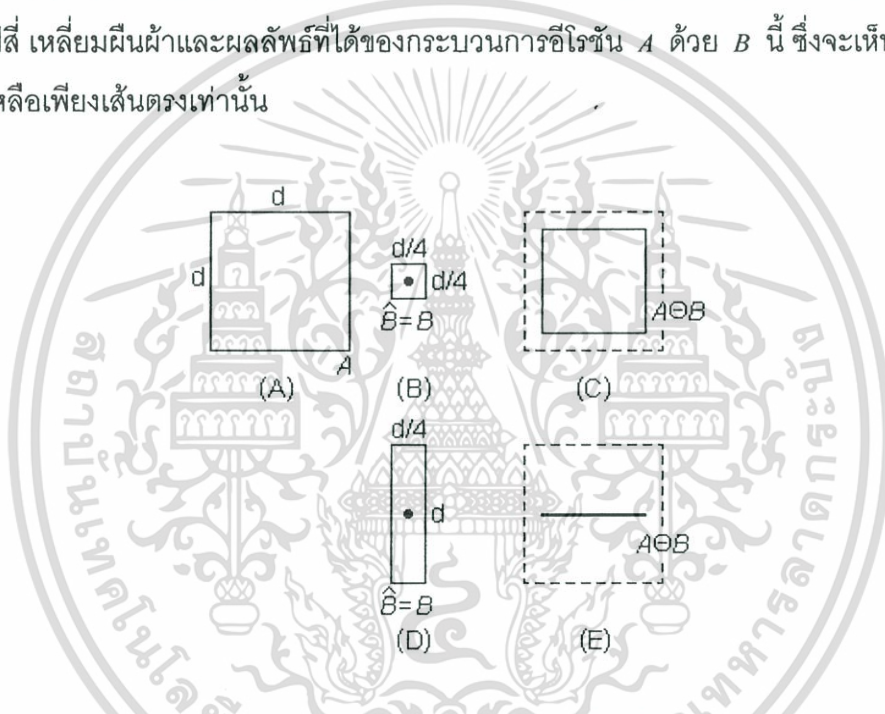 สี่ เหลี่ยมผืนผ้าและผลลัพธ์ที่ได้ของกระบวนการอีโรชัน A ด้วย B นี้ ซึ่งจะเห็น
หลือเพียงเส้นตรงเท่านั้น
d
d
A
(A)
d/4
d/4
B̂=B
(B)
A⊖B
(C)
d/4
d
B̂=B
(D)
A⊖B
(E)